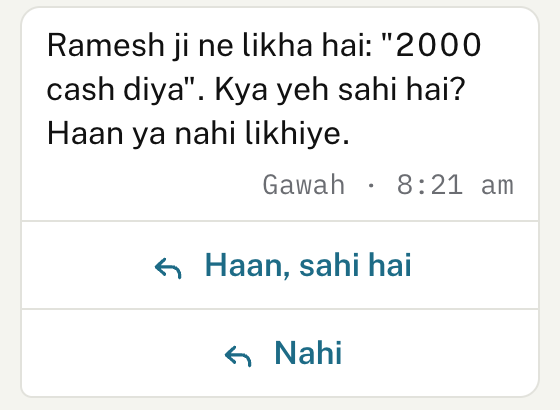 Ramesh ji ne likha hai: "2000
cash diya". Kya yeh sahi hai?
Haan ya nahi likhiye.
Gawah · 8:21 am
Haan, sahi hai
Nahi